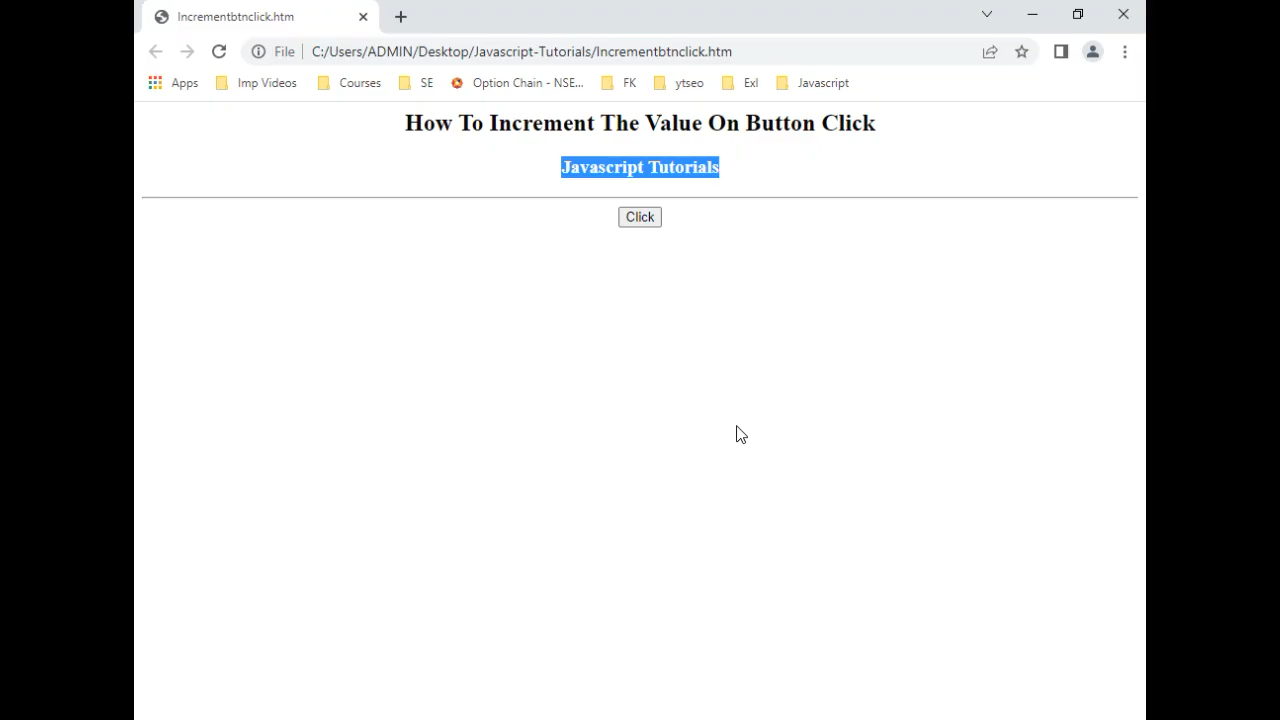 Incrementbtnclick.htm
File C:/Users/ADMIN/Desktop/Javascript-Tutorials/Incrementbtnclick.htm
Apps Imp Videos Courses SE Option Chain - NSE... FK ytseo Exl Javascript
How To Increment The Value On Button Click
Javascript Tutorials
Click